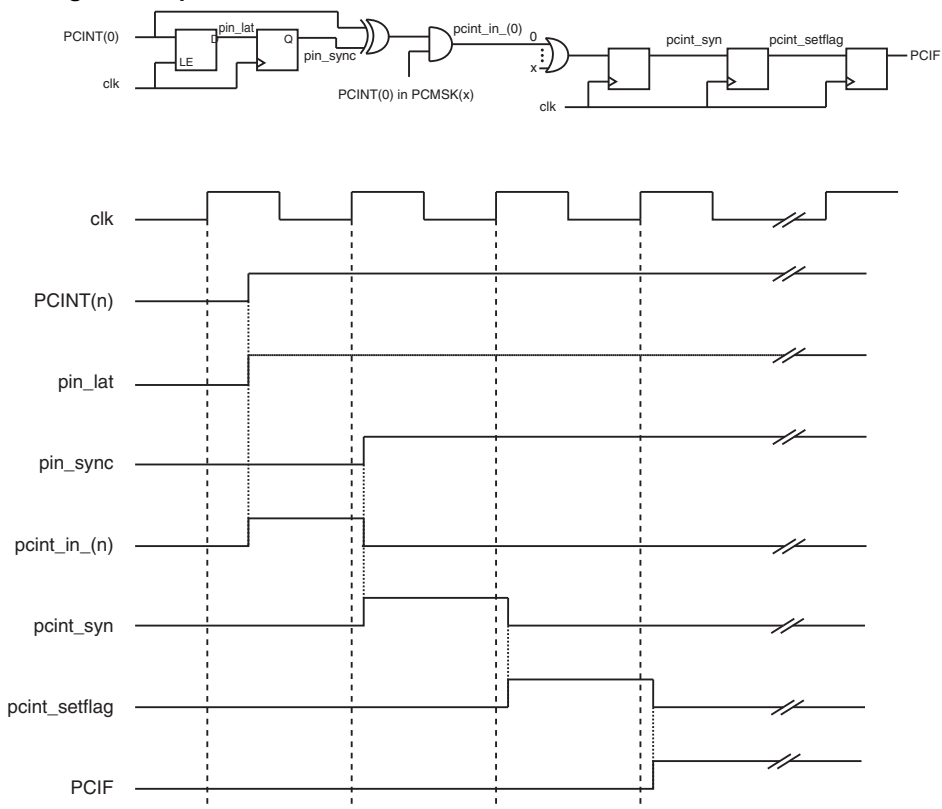 PCINT(0)
D
pin_lat
Q
LE
clk
pin_sync
PCINT(0) in PCMSK(x)
pcint_in_(0)
0
x
pcint_syn
pcint_setflag
PCIF
clk
clk
PCINT(n)
pin_lat
pin_sync
pcint_in_(n)
pcint_syn
pcint_setflag
PCIF